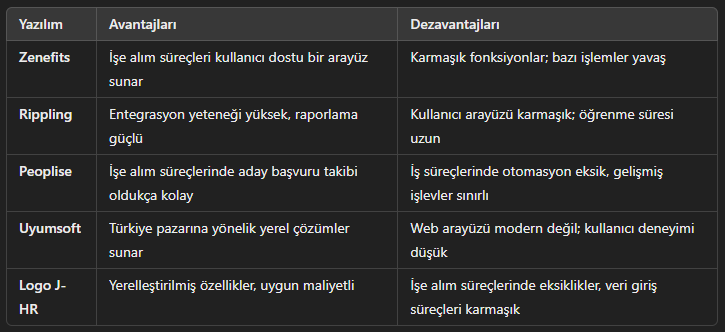 Yazılım Avantajları Dezavantajları
Zenefits İşe alım süreçleri kullanıcı dostu bir arayüz Karmaşık fonksiyonlar; bazı işlemler yavaş
sunar
Rippling Entegrasyon yeteneği yüksek, raporlama Kullanıcı arayüzü karmaşık; öğrenme süresi
güçlü uzun
Peoplise İşe alım süreçlerinde aday başvuru takibi İş süreçlerinde otomasyon eksik, gelişmiş
oldukça kolay işlevler sınırlı
Uyumsoft Türkiye pazarına yönelik yerel çözümler Web arayüzü modern değil; kullanıcı deneyimi
sunar düşük
Logo J- Yerelleştirilmiş özellikler, uygun maliyetli İşe alım süreçlerinde eksiklikler, veri giriş
HR süreçleri karmaşık